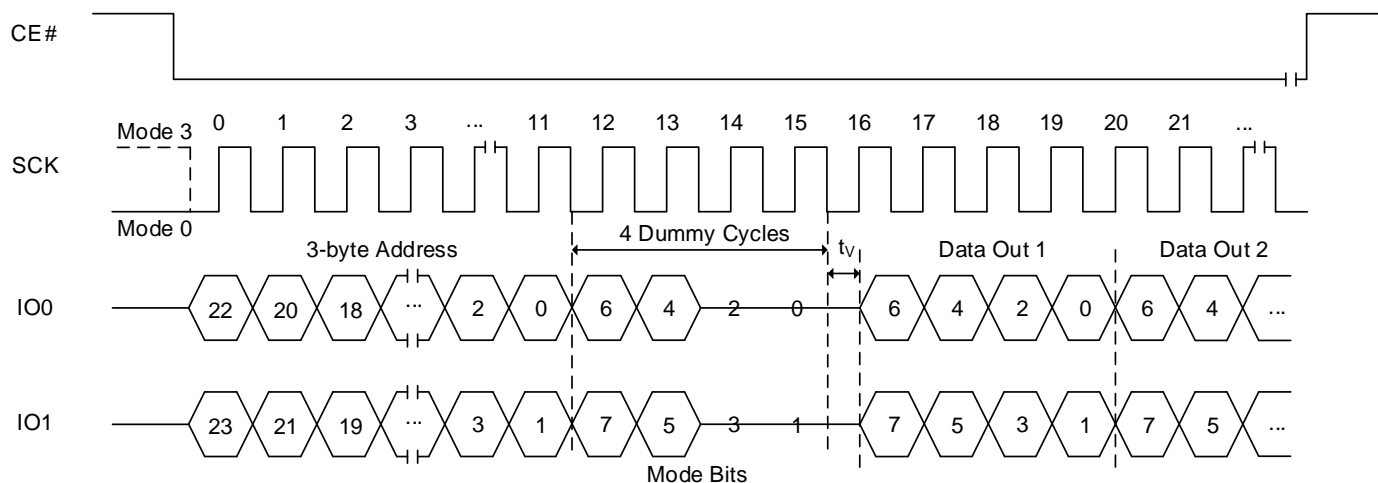 CE#
Mode 3 0 1 2 3 ... 11 12 13 14 15 16 17 18 19 20 21 ...
SCK
Mode 0
3-byte Address 4 Dummy Cycles tV Data Out 1 Data Out 2
IO0 22 20 18 ... 2 0 6 4 2 0 6 4 2 0 6 4 ...
IO1 23 21 19 ... 3 1 7 5 3 1 7 5 3 1 7 5 ...
Mode Bits